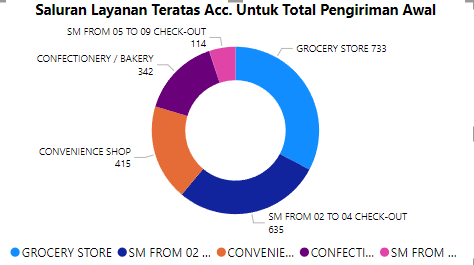 Saluran Layanan Teratas Acc. Untuk Total Pengiriman Awal
SM FROM 05 TO 09 CHECK-OUT
114
GROCERY STORE 733
CONFECTIONERY / BAKERY
342
CONVENIENCE SHOP
415
SM FROM 02 TO 04 CHECK-OUT
635
GROCERY STORE SM FROM 02 ... CONVENIE... CONFECTI... SM FROM ...